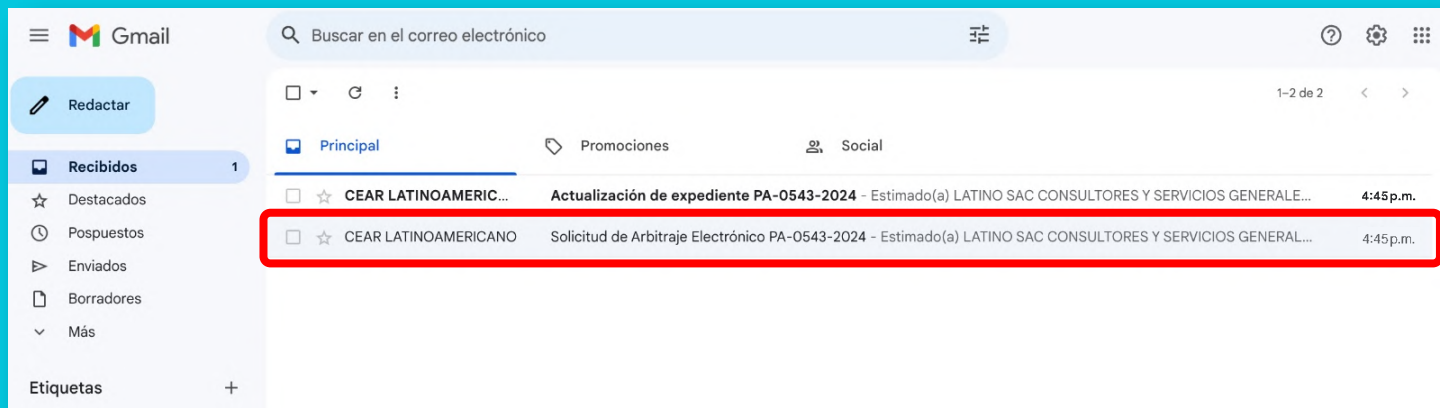 Gmail
Buscar en el correo electrónico
Redactar
1–2 de 2
Principal
Promociones
Social
Recibidos 1
CEAR LATINOAMERIC... Actualización de expediente PA-0543-2024 - Estimado(a) LATINO SAC CONSULTORES Y SERVICIOS GENERALE... 4:45 p.m.
Destacados
CEAR LATINOAMERICANO Solicitud de Arbitraje Electrónico PA-0543-2024 - Estimado(a) LATINO SAC CONSULTORES Y SERVICIOS GENERAL... 4:45 p.m.
Pospuestos
Enviados
Borradores
Más
Etiquetas